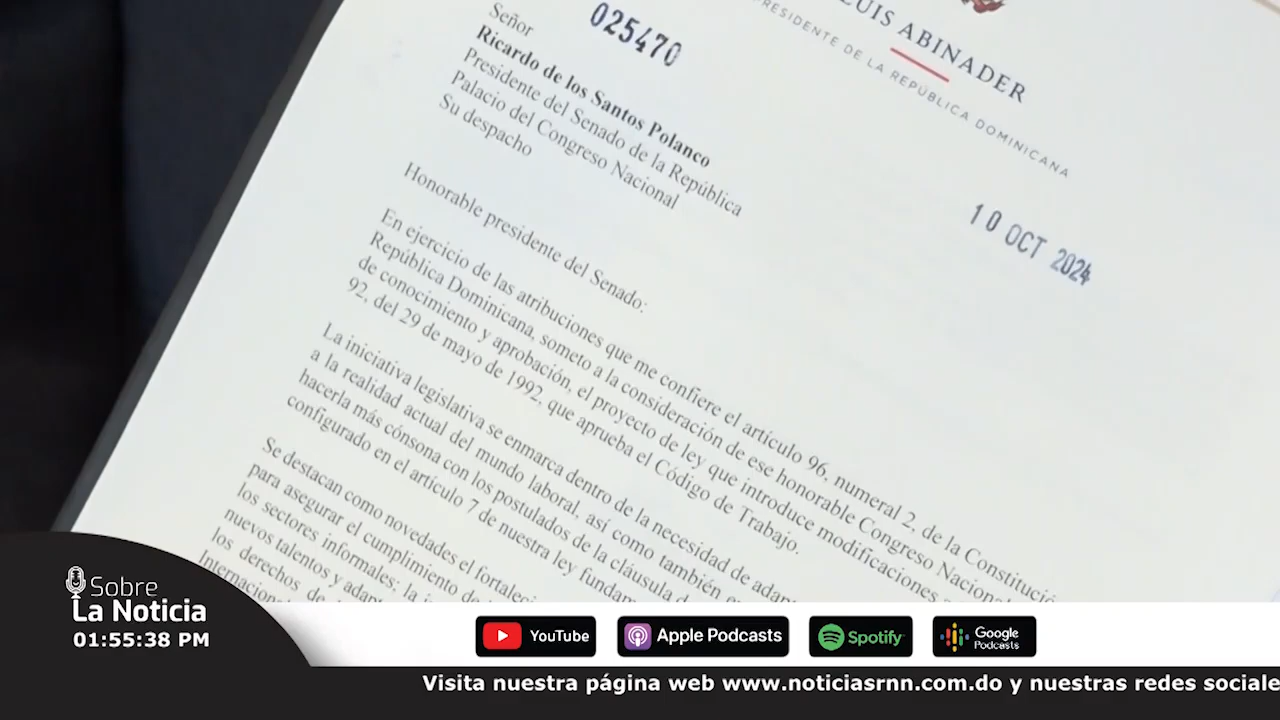 LUIS ABINADER
PRESIDENTE DE LA REPÚBLICA DOMINICANA
025470
10 OCT 2024
Señor
Ricardo de los Santos Polanco
Presidente del Senado de la República
Palacio del Congreso Nacional
Su despacho
Honorable presidente del Senado:
En ejercicio de las atribuciones que me confiere el artículo 96, numeral 2, de la Constitució
República Dominicana, someto a la consideración de ese honorable Congreso Nacional
de conocimiento y aprobación, el proyecto de ley que introduce modificaciones a
92, del 29 de mayo de 1992, que aprueba el Código de Trabajo.
La iniciativa legislativa se enmarca dentro de la necesidad de adap
a la realidad actual del mundo laboral, así como también
hacerla más cónsona con los postulados de la cláusula d
configurado en el artículo 7 de nuestra ley fundam
Se destacan como novedades el fortaleci
para asegurar el cumplimiento de
los sectores informales; la
nuevos talentos y adap
los derechos de
Internacion
Sobre
La Noticia
01:55:38 PM
YouTube
Apple Podcasts
Spotify
Google
Podcasts
Visita nuestra página web www.noticiasrnn.com.do y nuestras redes sociale